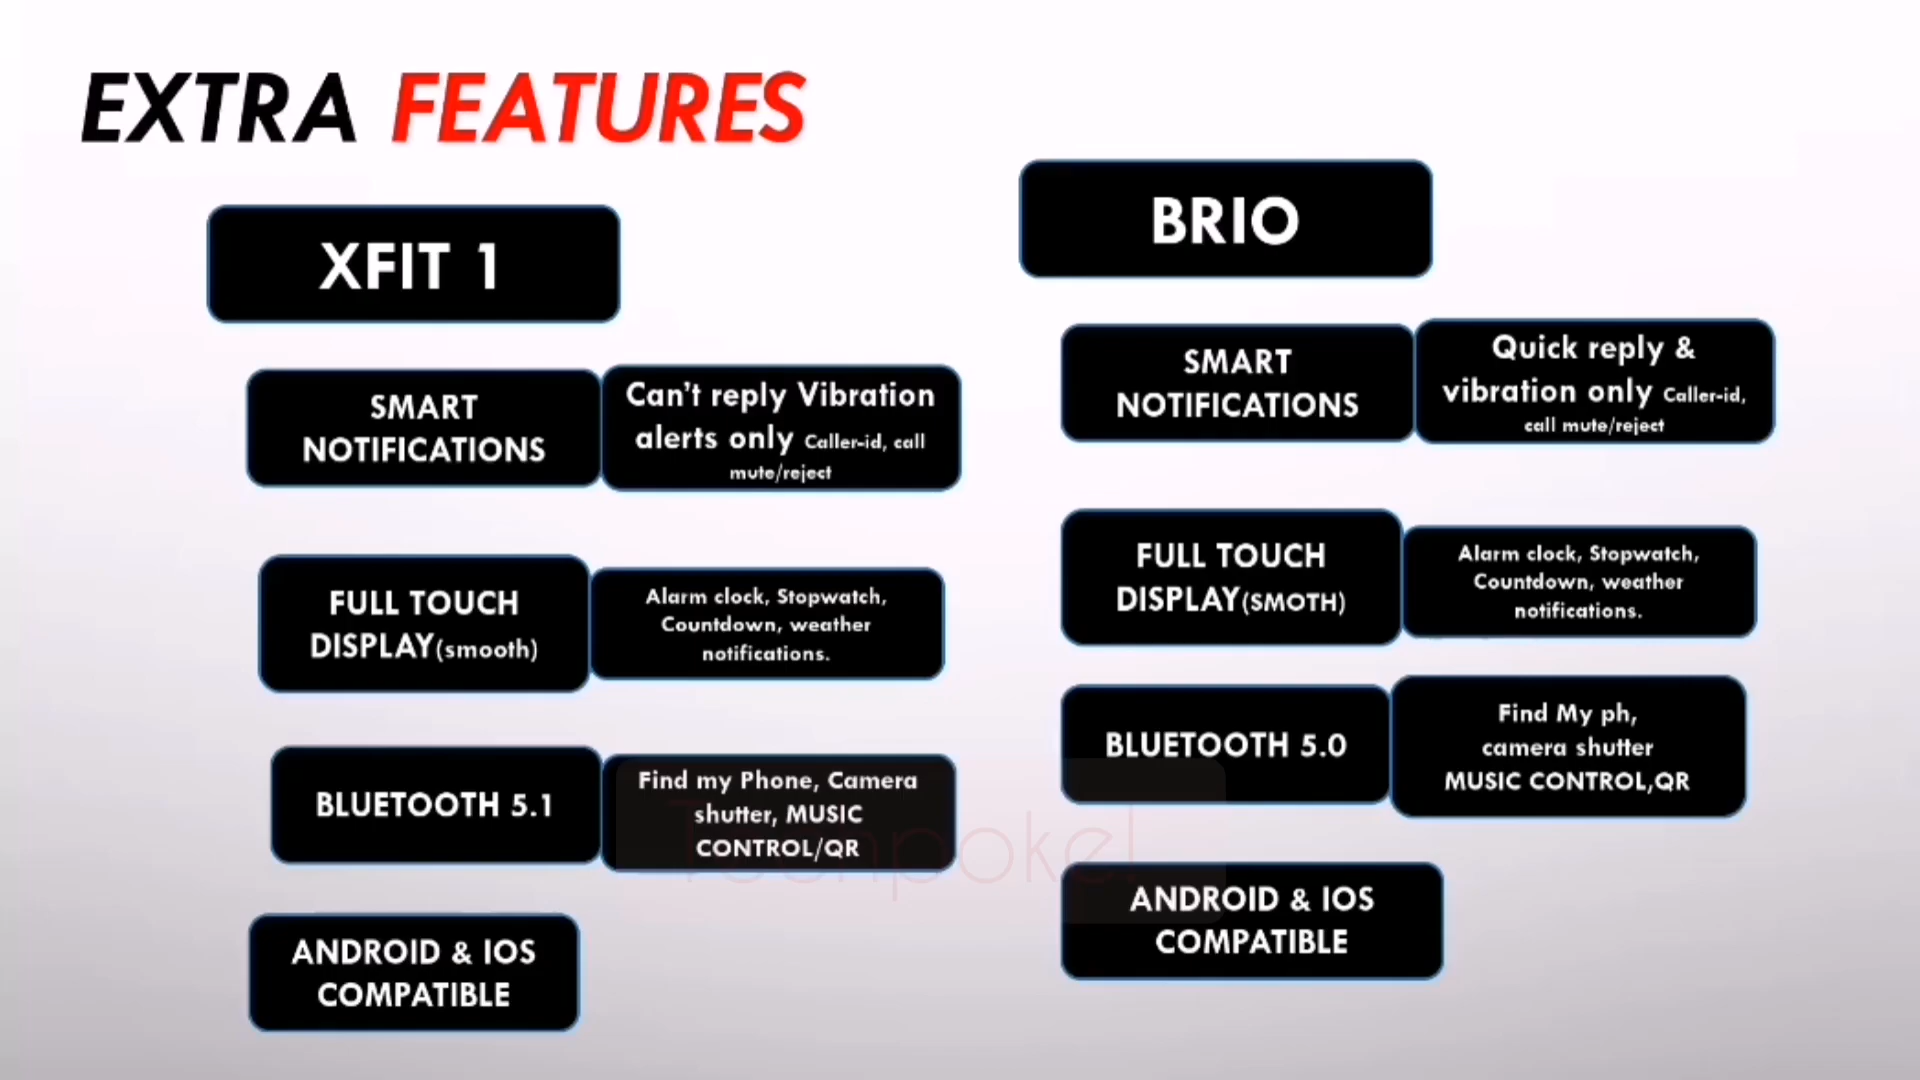 EXTRA FEATURES
XFIT 1
SMART
NOTIFICATIONS
Can't reply Vibration
alerts only Caller-id, call
mute/reject
FULL TOUCH
DISPLAY(smooth)
Alarm clock, Stopwatch,
Countdown, weather
notifications.
BLUETOOTH 5.1
Find my Phone, Camera
shutter, MUSIC
CONTROL/QR
ANDROID & IOS
COMPATIBLE
BRIO
SMART
NOTIFICATIONS
Quick reply &
vibration only Caller-id,
call mute/reject
FULL TOUCH
DISPLAY(SMOTH)
Alarm clock, Stopwatch,
Countdown, weather
notifications.
BLUETOOTH 5.0
Find My ph,
camera shutter
MUSIC CONTROL,QR
ANDROID & IOS
COMPATIBLE